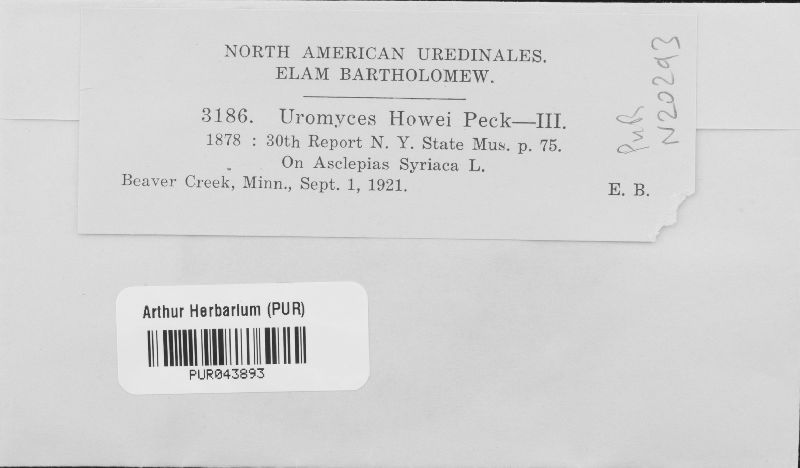 NORTH AMERICAN UREDINALES.
ELAM BARTHOLOMEW.
3186. Uromyces Howei Peck—III.
1878 : 30th Report N. Y. State Mus. p. 75.
On Asclepias Syriaca L.
Beaver Creek, Minn., Sept. 1, 1921. E. B.
PUR
N20293
Arthur Herbarium (PUR)
PUR043893